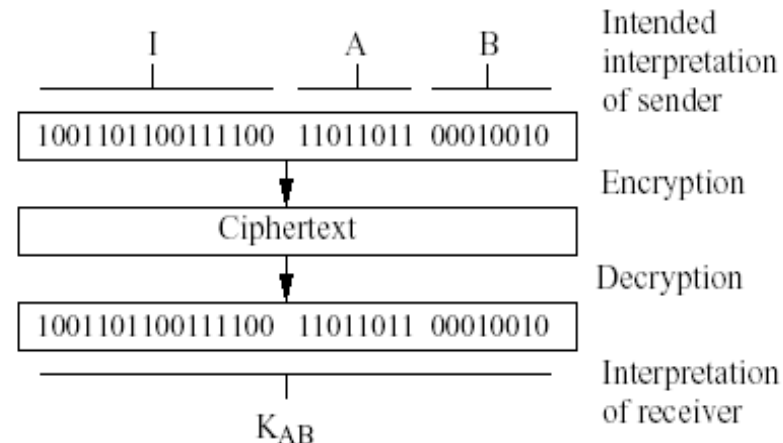 I A B
Intended
interpretation
of sender
1001101100111100 11011011 00010010
Encryption
Ciphertext
Decryption
1001101100111100 11011011 00010010
Interpretation
of receiver
KAB